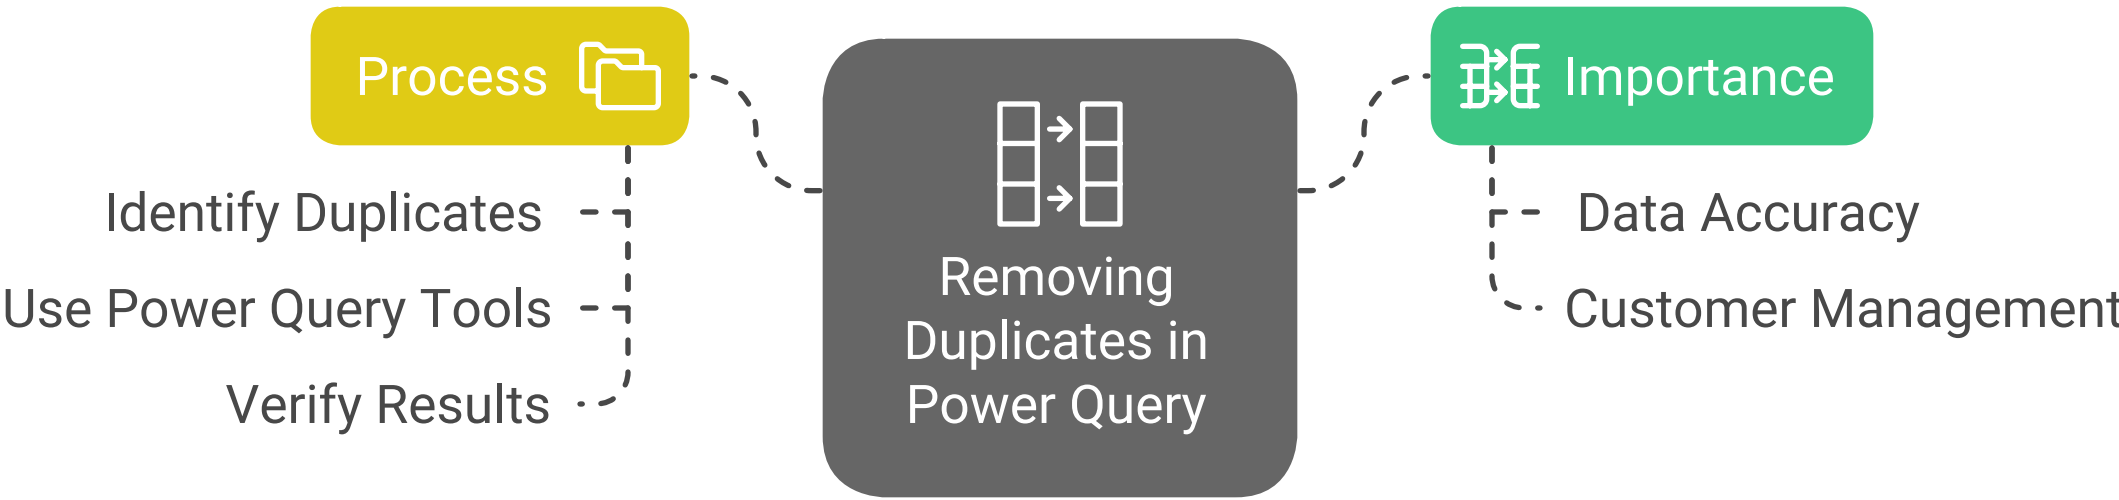 Process
Identify Duplicates
Use Power Query Tools
Verify Results
Removing
Duplicates in
Power Query
Importance
Data Accuracy
Customer Management